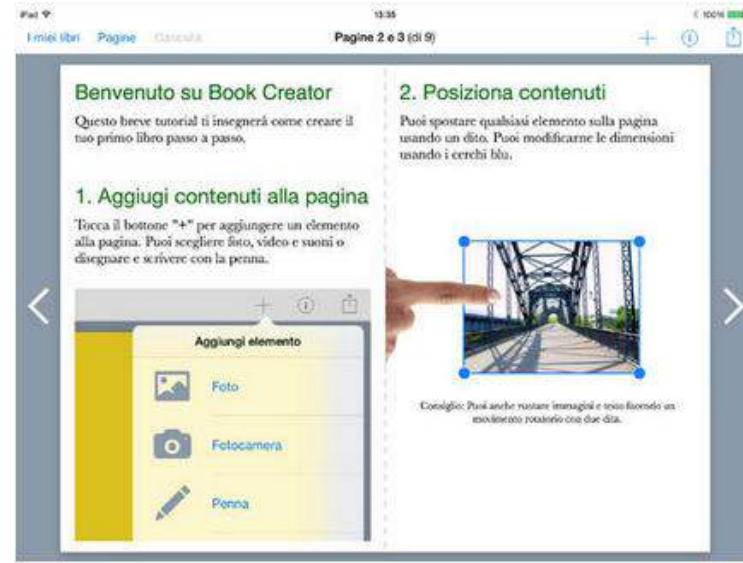 iPad 13:35 100%
I miei libri Pagine Cancella Pagine 2 e 3 (di 9)
Benvenuto su Book Creator
Questo breve tutorial ti insegnerà come creare il
tuo primo libro passo a passo.
1. Aggiugi contenuti alla pagina
Tocca il bottone "+" per aggiungere un elemento
alla pagina. Puoi scegliere foto, video e suoni o
disegnare e scrivere con la penna.
Aggiungi elemento
Foto
Fotocamera
Penna
2. Posiziona contenuti
Puoi spostare qualsiasi elemento sulla pagina
usando un dito. Puoi modificarne le dimensioni
usando i cerchi blu.
Consiglio: Puoi anche ruotare immagini e testo facendo un
movimento rotatorio con due dita.